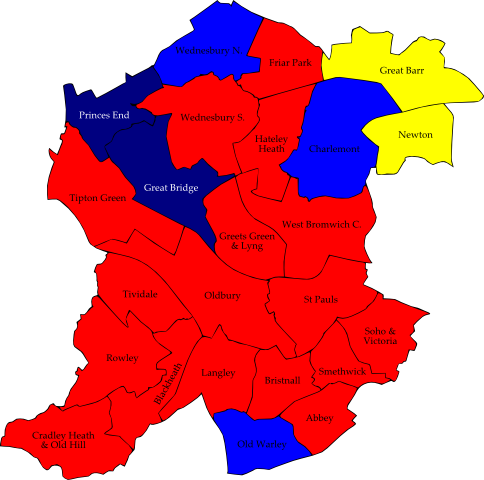 Wednesbury N.
Friar Park
Great Barr
Princes End
Wednesbury S.
Newton
Hateley
Heath
Charlemont
Great Bridge
Tipton Green
West Bromwich C.
Greets Green
& Lyng
Tividale
Oldbury
St Pauls
Soho &
Victoria
Rowley
Langley
Smethwick
Blackheath
Bristnall
Abbey
Cradley Heath
& Old Hill
Old Warley